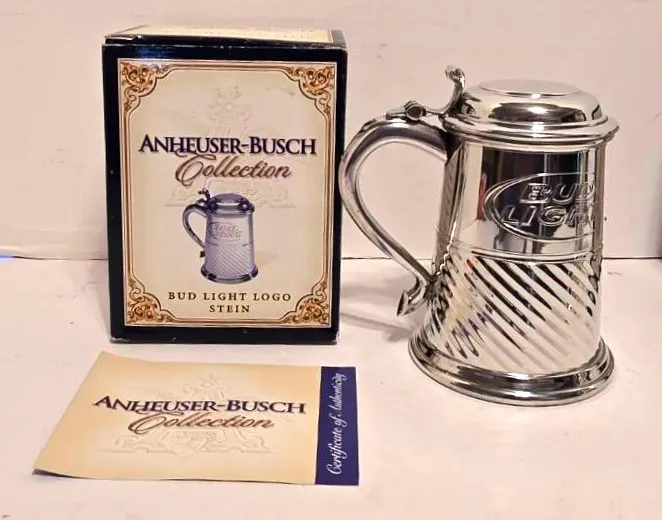 ANHEUSER-BUSCH
Collection
BUD LIGHT LOGO
STEIN
BUD
LIGHT
ANHEUSER-BUSCH
Collection
Certificate of Authenticity